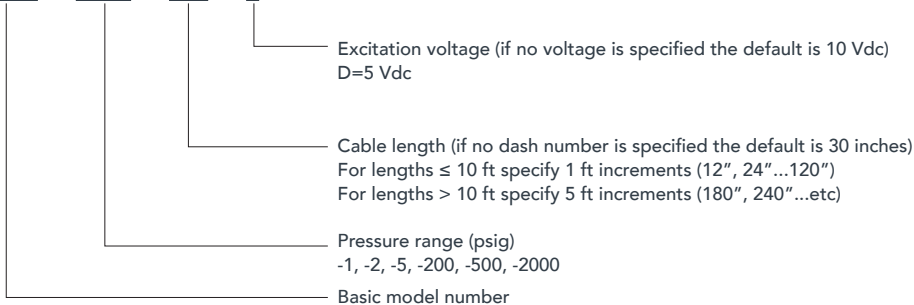 Excitation voltage (if no voltage is specified the default is 10 Vdc)
D=5 Vdc
Cable length (if no dash number is specified the default is 30 inches)
For lengths ≤ 10 ft specify 1 ft increments (12”, 24”...120”)
For lengths > 10 ft specify 5 ft increments (180”, 240”...etc)
Pressure range (psig)
-1, -2, -5, -200, -500, -2000
Basic model number